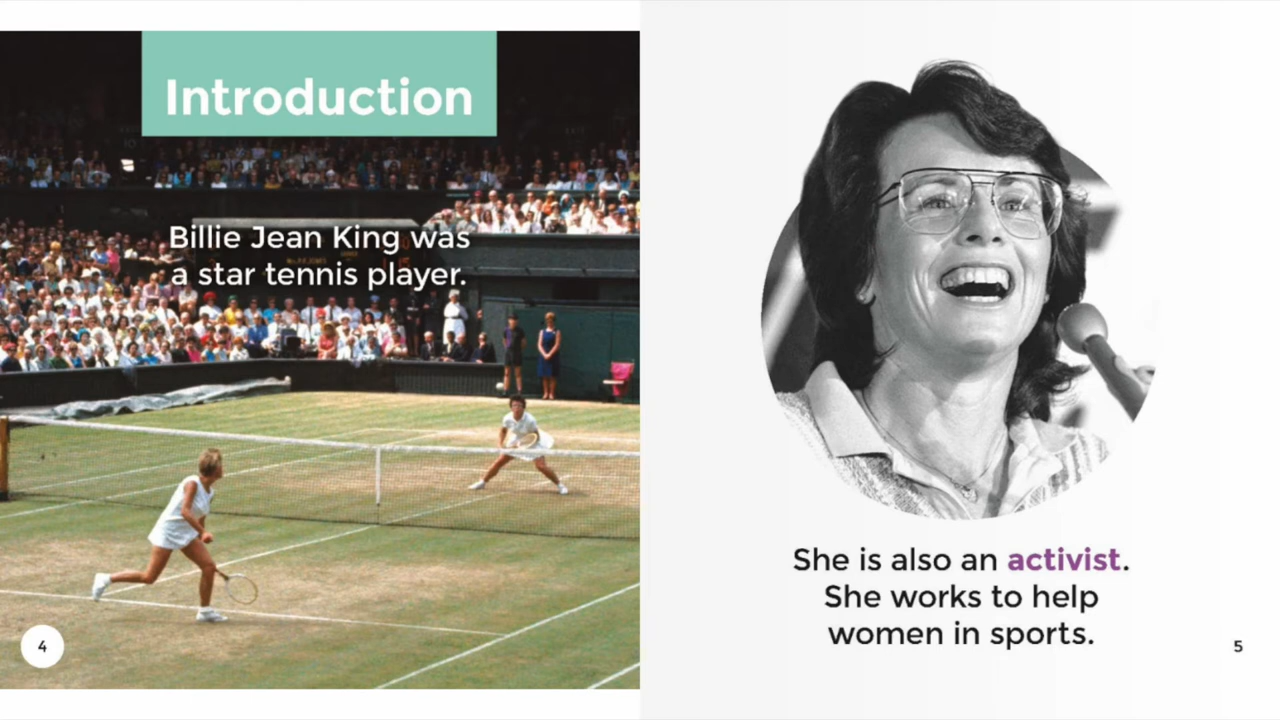 Introduction
Billie Jean King was
a star tennis player.
4
She is also an activist.
She works to help
women in sports.
5